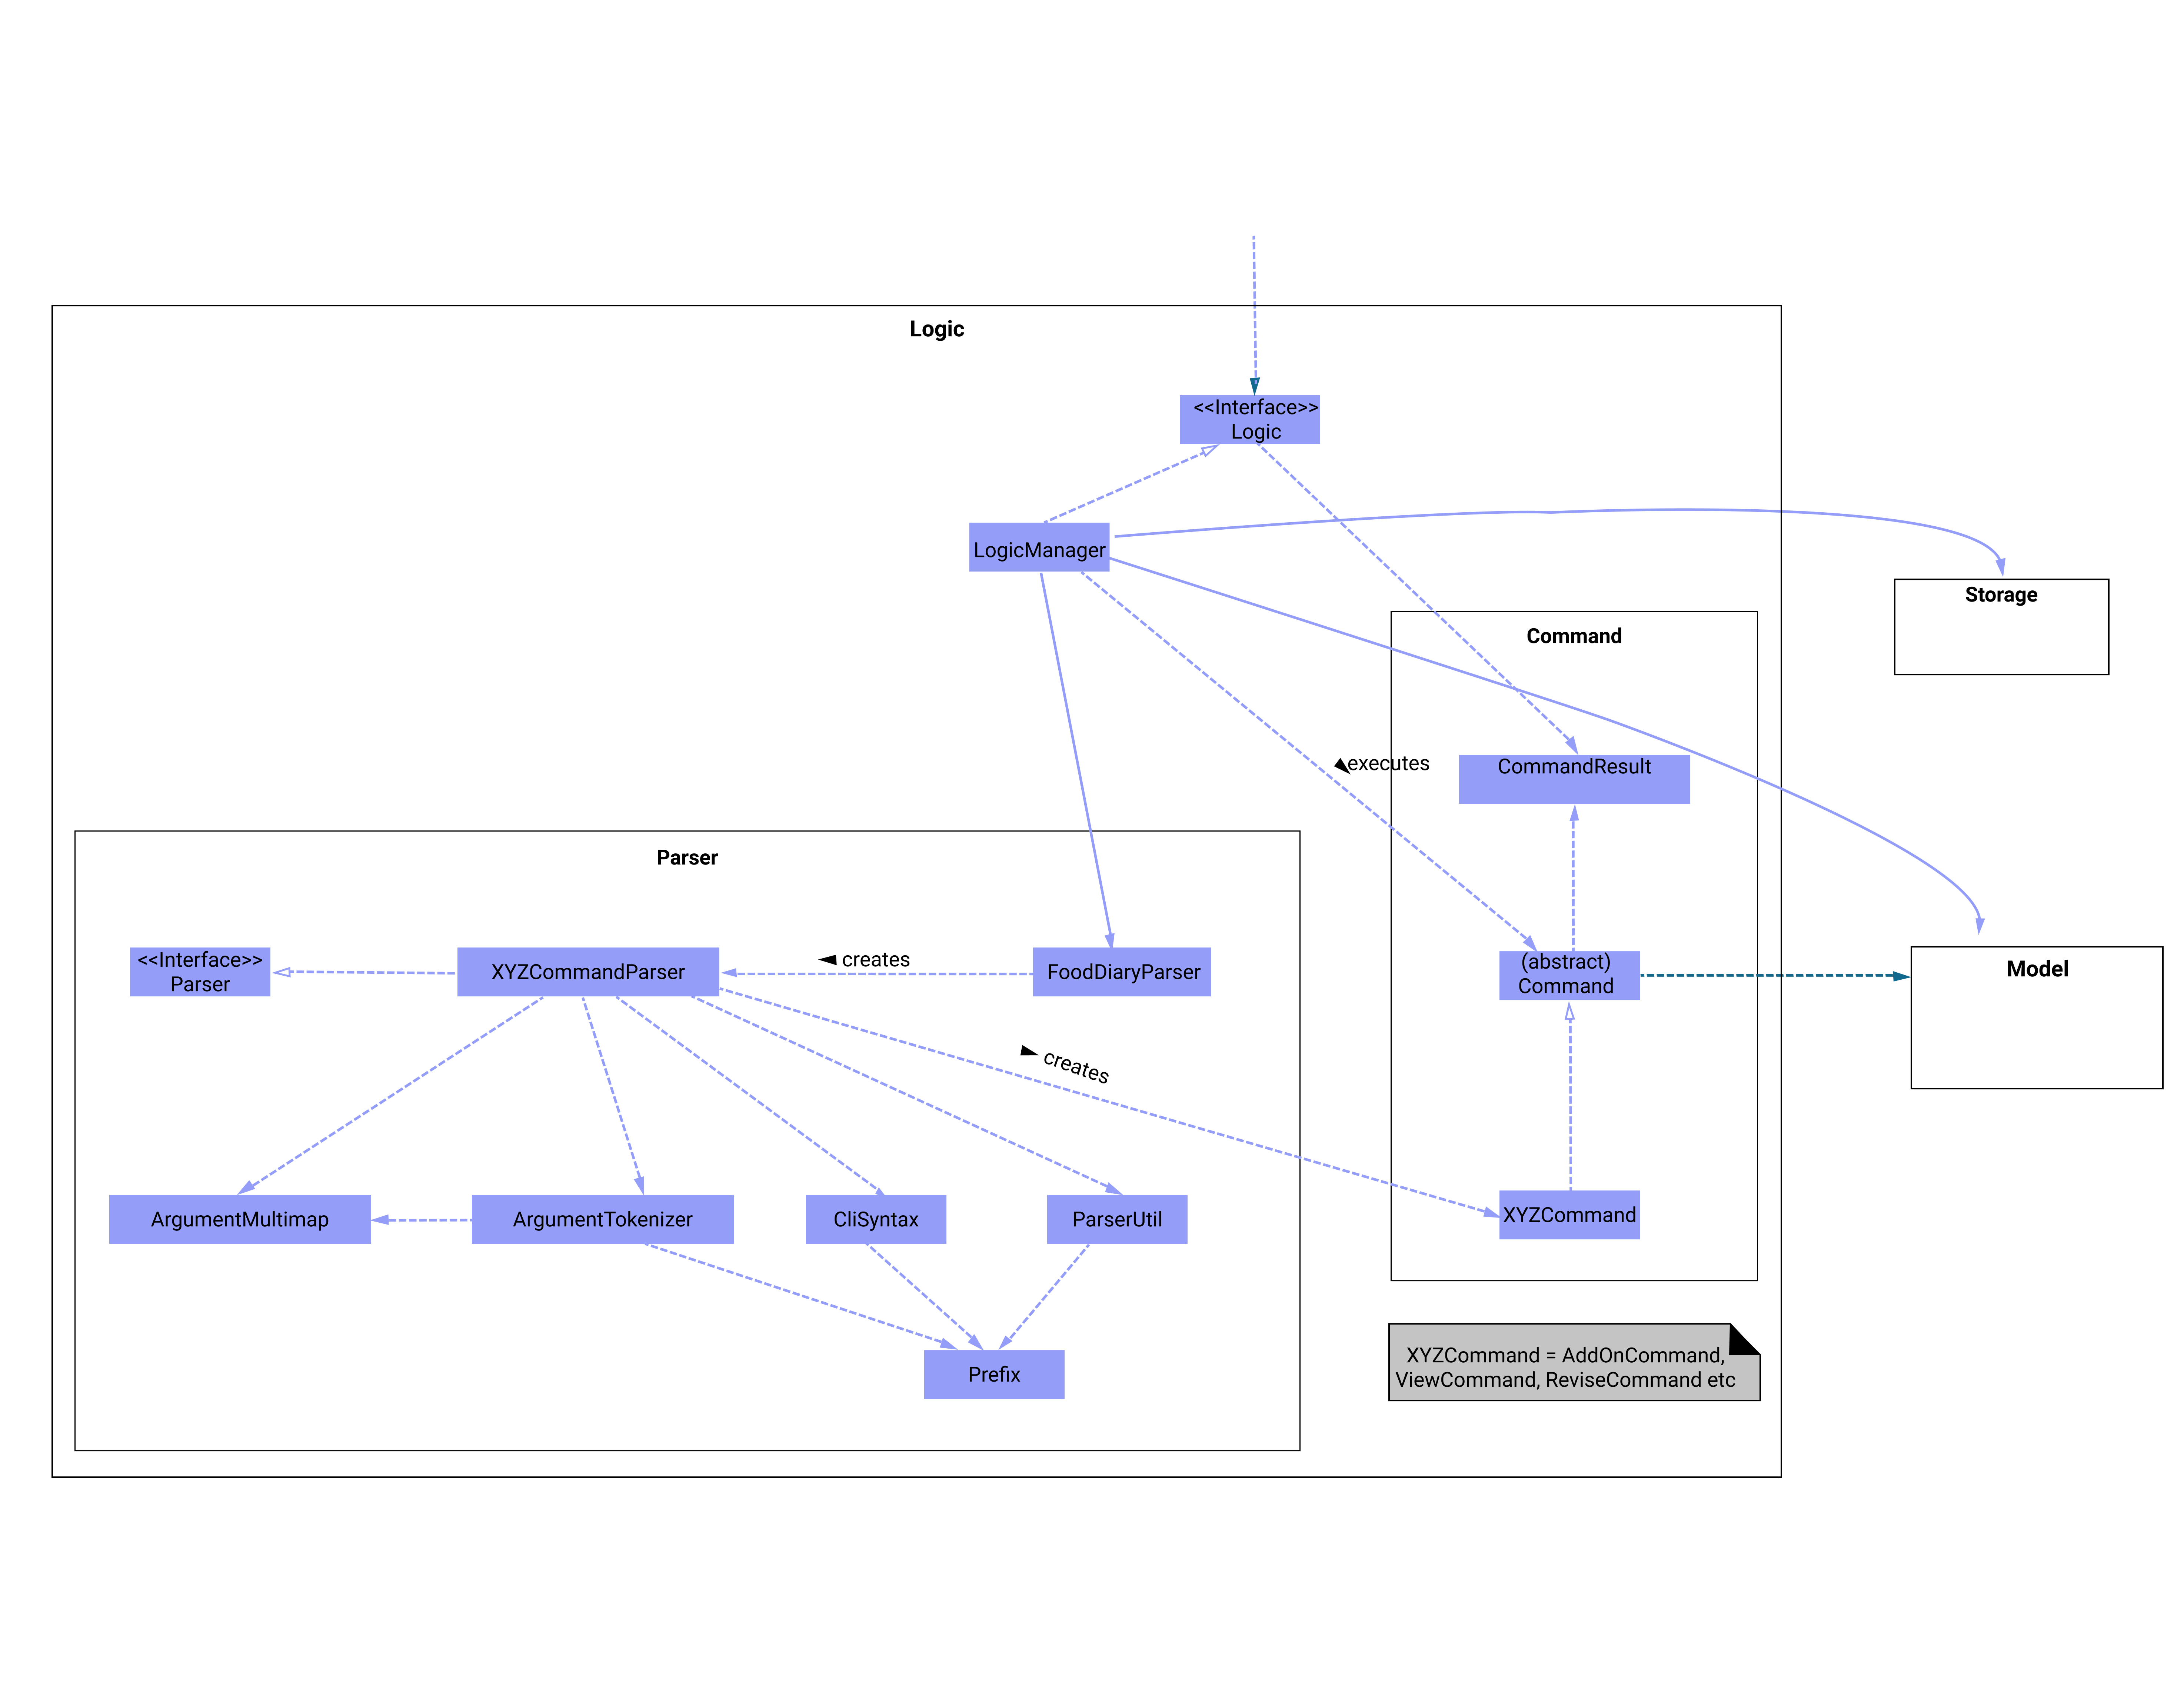 Logic
<<Interface>>
Logic
LogicManager
Storage
Command
executes
CommandResult
Parser
<<Interface>>
Parser
XYZCommandParser
creates
FoodDiaryParser
(abstract)
Command
Model
creates
ArgumentMultimap
ArgumentTokenizer
CliSyntax
ParserUtil
XYZCommand
Prefix
XYZCommand = AddOnCommand,
ViewCommand, ReviseCommand etc